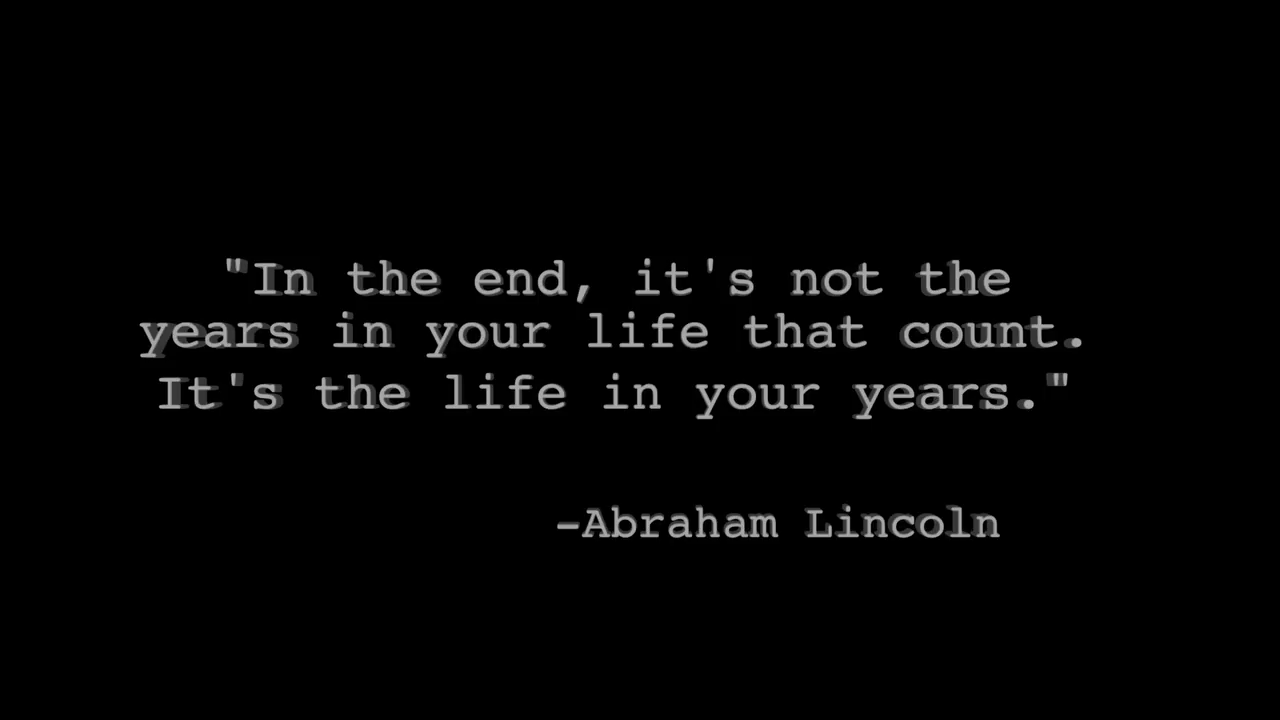 "In the end, it's not the
years in your life that count.
It's the life in your years."
-Abraham Lincoln